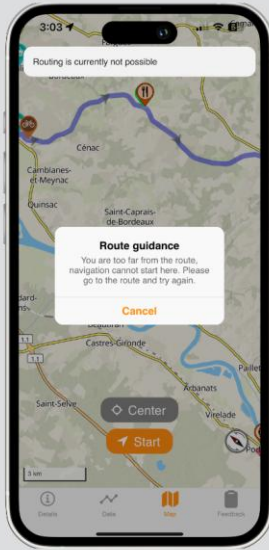 3:03
Routing is currently not possible
Cénac
Camblanes-
et-Meynac
Quinsac
Saint-Caprais-
de-Bordeaux
Route guidance
You are too far from the route,
navigation cannot start here. Please
go to the route and try again.
Cancel
Castres-Gironde
Arbanats
Saint-Selve
Virelade
Center
Start
5 km
Details
Data
Map
Feedback